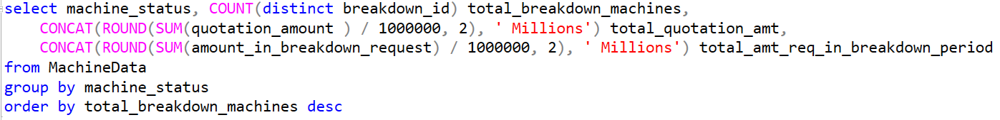 select machine_status, COUNT(distinct breakdown_id) total_breakdown_machines,
CONCAT(ROUND(SUM(quotation_amount ) / 1000000, 2), ' Millions') total_quotation_amt,
CONCAT(ROUND(SUM(amount_in_breakdown_request) / 1000000, 2), ' Millions') total_amt_req_in_breakdown_period
from MachineData
group by machine_status
order by total_breakdown_machines desc